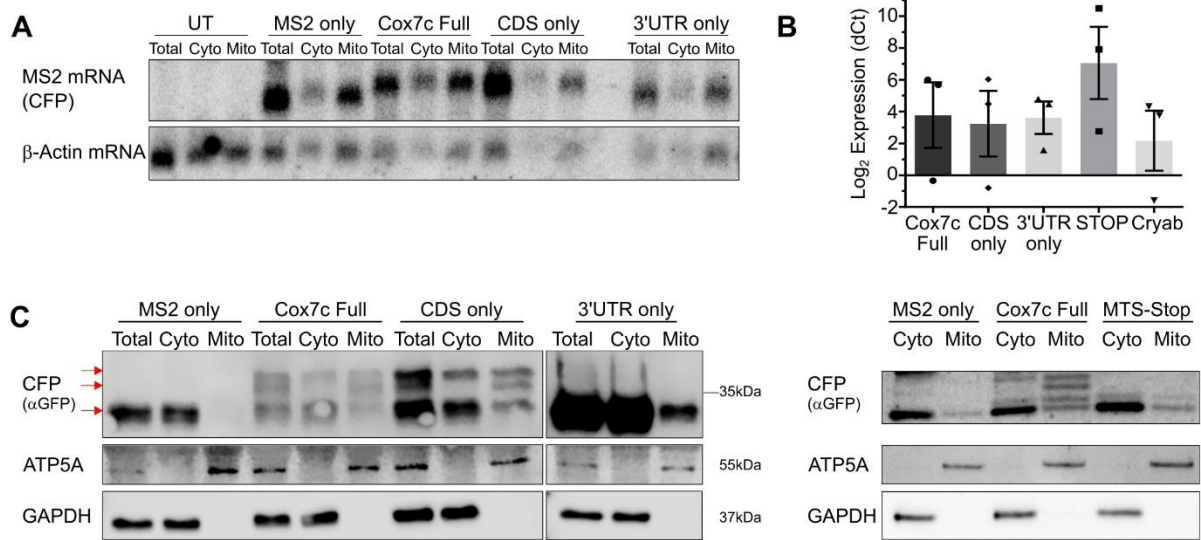 A
UT MS2 only Cox7c Full CDS only 3'UTR only
Total Cyto Mito Total Cyto Mito Total Cyto Mito Total Cyto Mito Total Cyto Mito
MS2 mRNA
(CFP)
β-Actin mRNA
B
Log2 Expression (dCt)
10
8
6
4
2
0
-2
Cox7c CDS 3'UTR STOP Cryab
Full only only
C
MS2 only Cox7c Full CDS only 3'UTR only
Total Cyto Mito Total Cyto Mito Total Cyto Mito Total Cyto Mito
CFP
(αGFP)
35kDa
ATP5A
55kDa
GAPDH
37kDa
MS2 only Cox7c Full MTS-Stop
Cyto Mito Cyto Mito Cyto Mito
CFP
(αGFP)
ATP5A
GAPDH